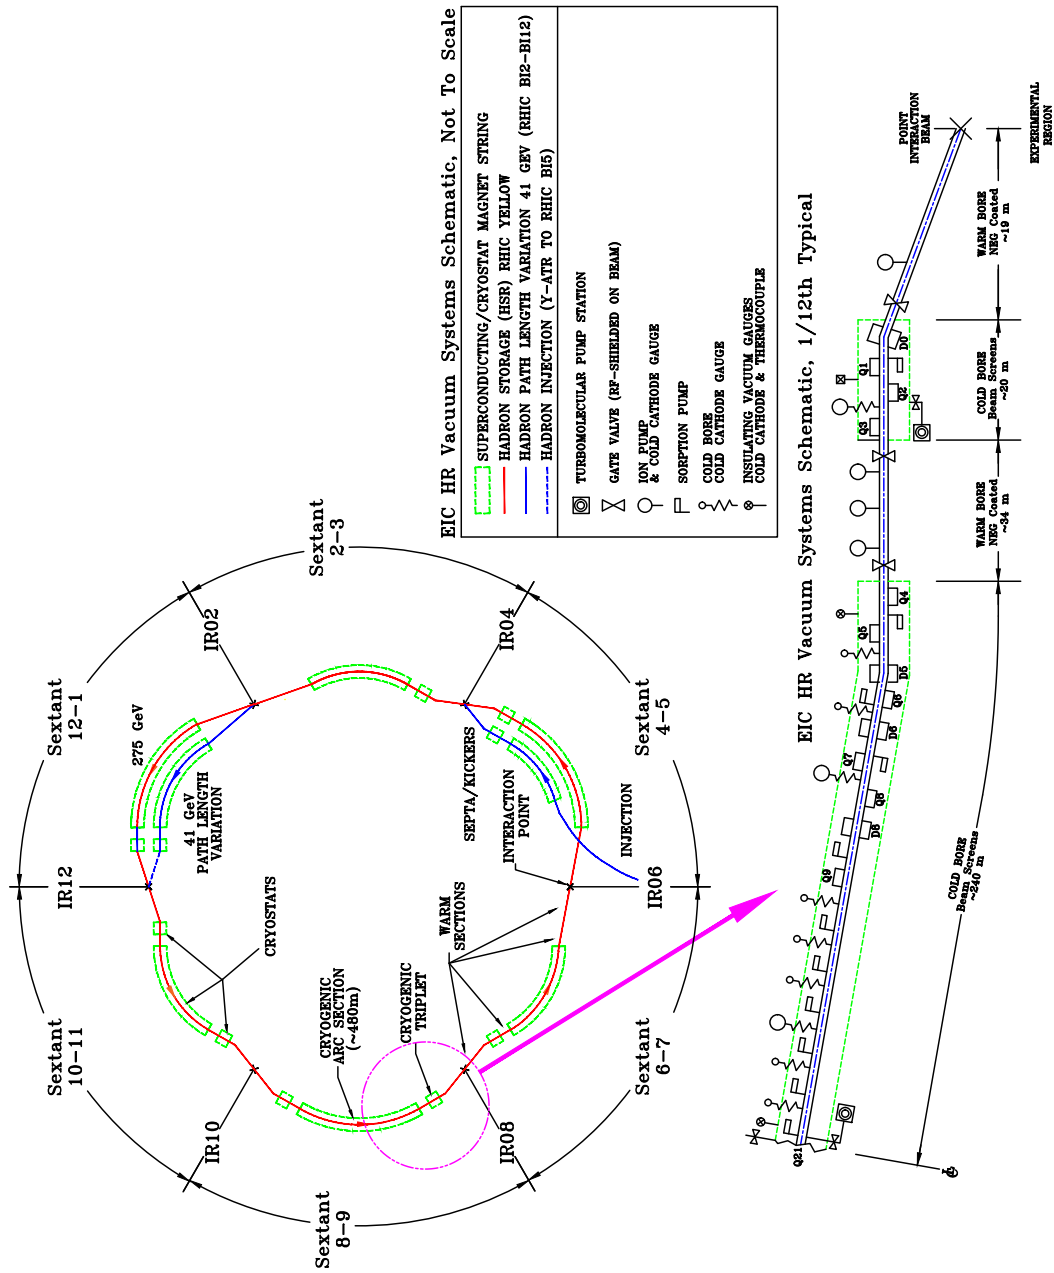 EIC HR Vacuum Systems Schematic, Not To Scale
SUPERCONDUCTING/CRYOSTAT MAGNET STRING
HADRON STORAGE (HSR) RHIC YELLOW
HADRON PATH LENGTH VARIATION 41 GEV (RHIC BI2-BI12)
HADRON INJECTION (Y-ATR TO RHIC BI5)
TURBOMOLECULAR PUMP STATION
GATE VALVE (RF-SHIELDED ON BEAM)
ION PUMP
& COLD CATHODE GAUGE
SORPTION PUMP
COLD BORE
COLD CATHODE GAUGE
INSULATING VACUUM GAUGES
COLD CATHODE & THERMOCOUPLE
Sextant
12-1
Sextant
2-3
Sextant
4-5
Sextant
6-7
Sextant
8-9
Sextant
10-11
IR12
IR02
IR04
IR06
IR08
IR10
275 GeV
41 GeV
PATH LENGTH
VARIATION
CRYOSTATS
SEPTA/KICKERS
INTERACTION
POINT
INJECTION
WARM
SECTIONS
CRYOGENIC
ARC SECTION
(~480m)
CRYOGENIC
TRIPLET
EIC HR Vacuum Systems Schematic, 1/12th Typical
Q21
Q9
D8
Q8
Q7
D6
Q6
D5
Q5
Q4
Q3
Q2
Q1
D0
POINT
INTERACTION
BEAM
COLD BORE
Beam Screens
~240 m
WARM BORE
NEG Coated
~34 m
COLD BORE
Beam Screens
~20 m
WARM BORE
NEG Coated
~19 m
EXPERIMENTAL
REGION